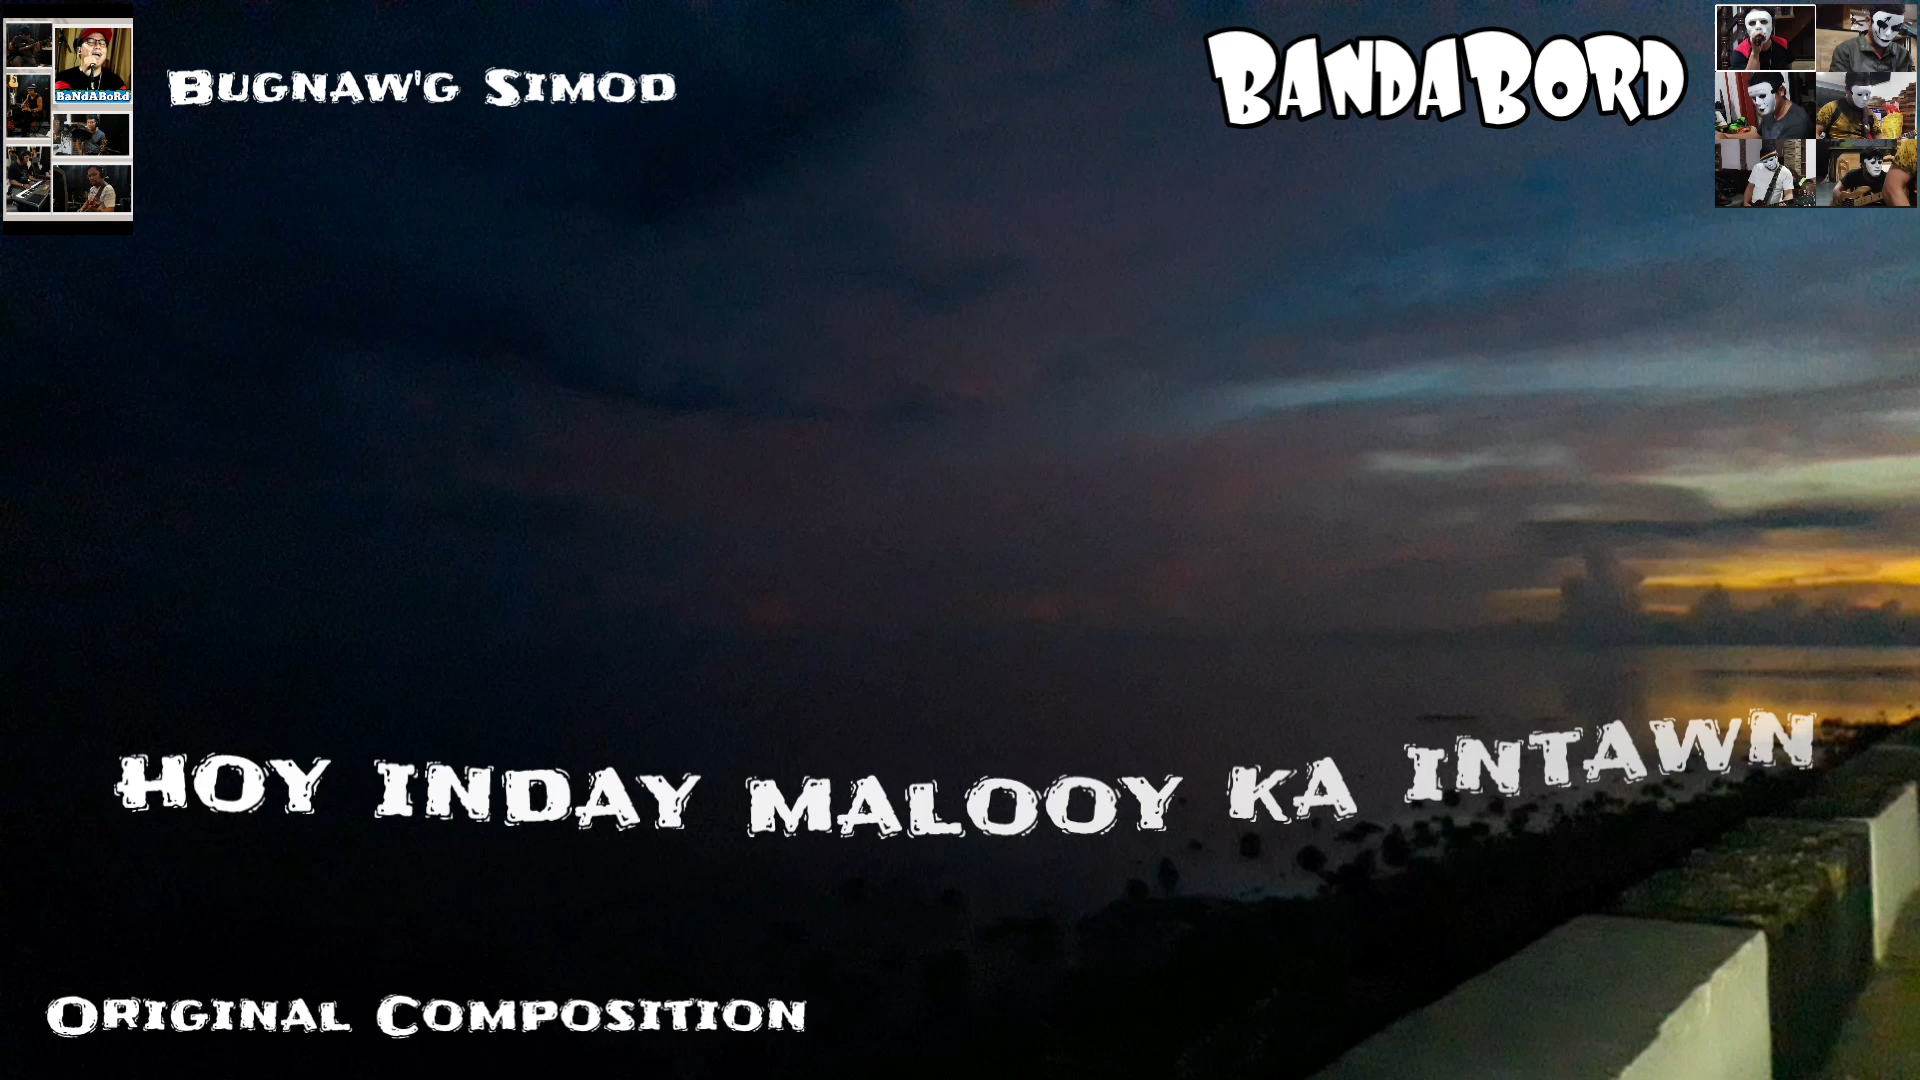 BaNdABoRd
Bugnaw'g Simod
BandaBord
Hoy Inday malooy ka intawn
Original Composition